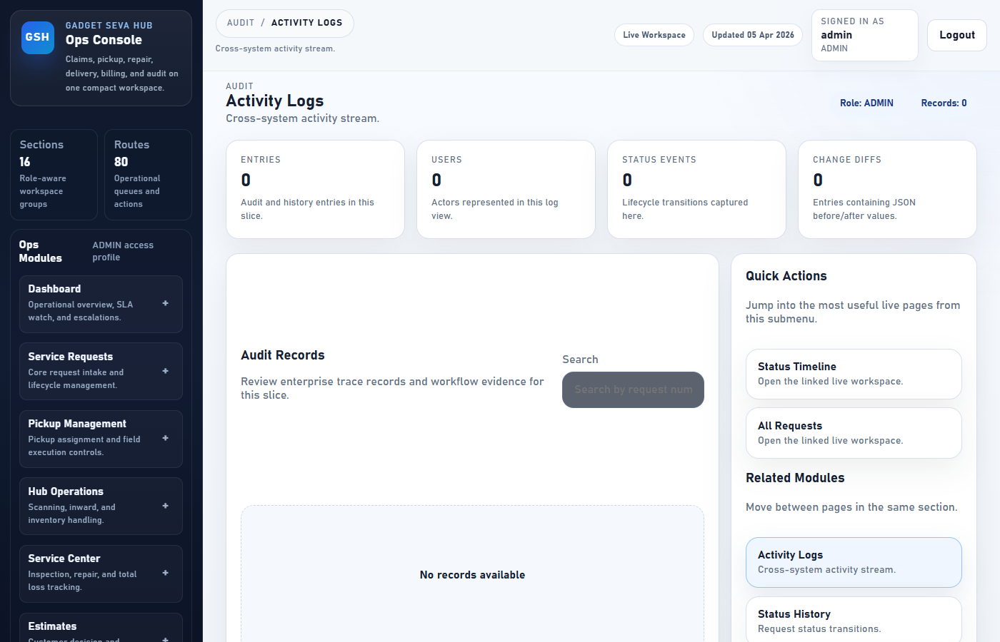 GSH
GADGET SEVA HUB
Ops Console
Claims, pickup, repair,
delivery, billing, and audit on
one compact workspace.
Sections
16
Role-aware
workspace
groups
Routes
80
Operational
queues and
actions
Ops
Modules
ADMIN access
profile
Dashboard
Operational overview, SLA
watch, and escalations.
+
Service Requests
Core request intake and
lifecycle management.
+
Pickup Management
Pickup assignment and field
execution controls.
+
Hub Operations
Scanning, inward, and
inventory handling.
+
Service Center
Inspection, repair, and total
loss tracking.
+
Estimates
Customer decision and
+
AUDIT / ACTIVITY LOGS
Cross-system activity stream.
Live Workspace
Updated 05 Apr 2026
SIGNED IN AS
admin
ADMIN
Logout
AUDIT
Activity Logs
Cross-system activity stream.
Role: ADMIN
Records: 0
ENTRIES
0
Audit and history entries in this
slice.
USERS
0
Actors represented in this log
view.
STATUS EVENTS
0
Lifecycle transitions captured
here.
CHANGE DIFFS
0
Entries containing JSON
before/after values.
Audit Records
Review enterprise trace records and workflow evidence for
this slice.
Search
Search by request num
No records available
Quick Actions
Jump into the most useful live pages from
this submenu.
Status Timeline
Open the linked live workspace.
All Requests
Open the linked live workspace.
Related Modules
Move between pages in the same section.
Activity Logs
Cross-system activity stream.
Status History
Request status transitions.